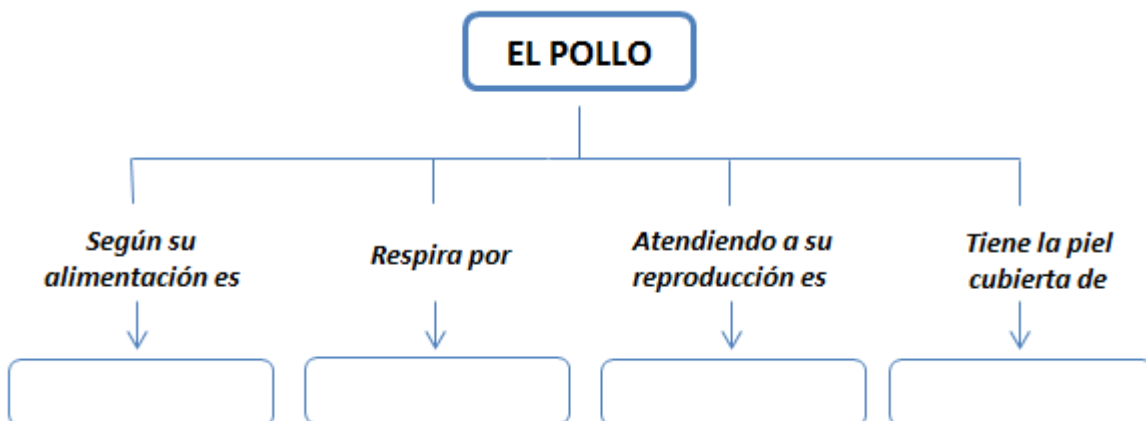 EL POLLO
Según su
alimentación es
Respira por
Atendiendo a su
reproducción es
Tiene la piel
cubierta de